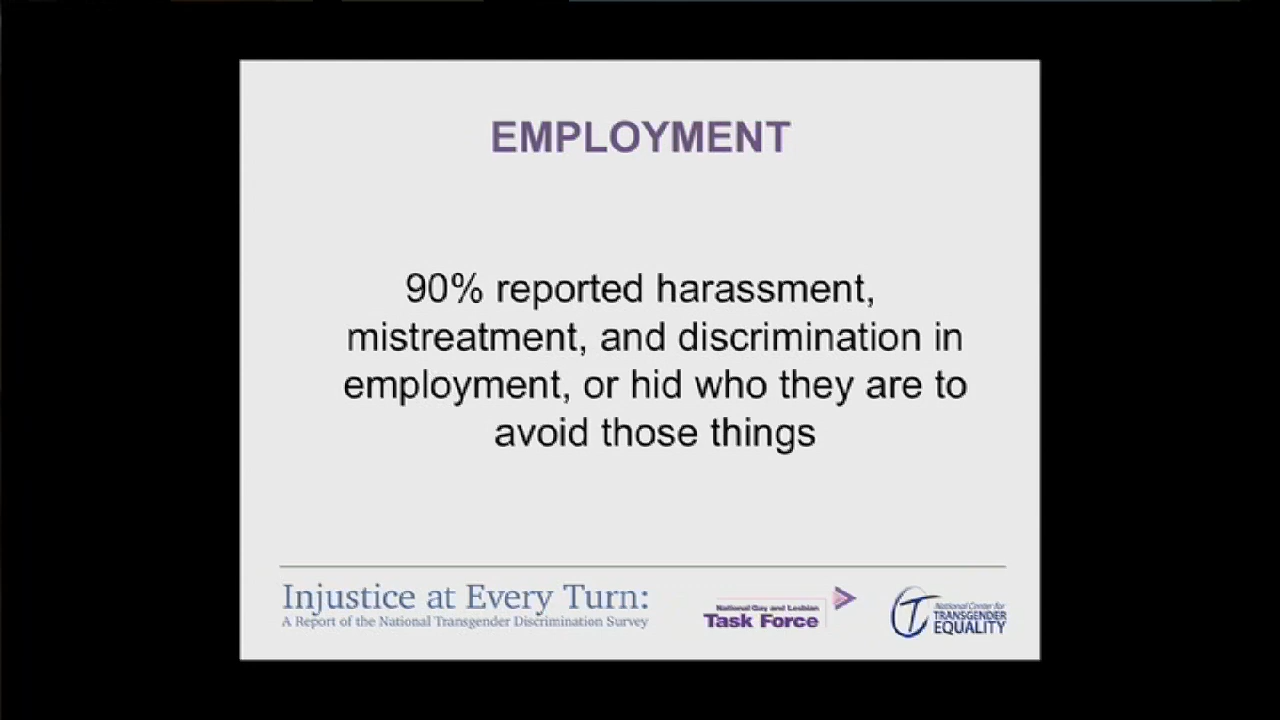 EMPLOYMENT
90% reported harassment,
mistreatment, and discrimination in
employment, or hid who they are to
avoid those things
Injustice at Every Turn:
A Report of the National Transgender Discrimination Survey
National Gay and Lesbian
Task Force
National Center for
TRANSGENDER
EQUALITY